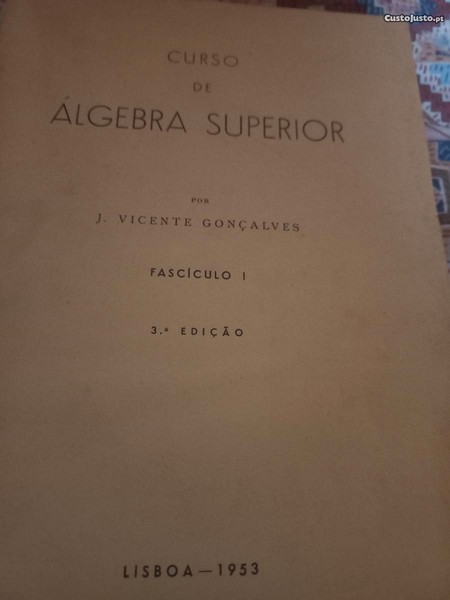 CustoJusto.pt
CURSO
DE
ÁLGEBRA SUPERIOR
POR
J. VICENTE GONÇALVES
FASCÍCULO I
3.ª EDIÇÃO
LISBOA — 1953